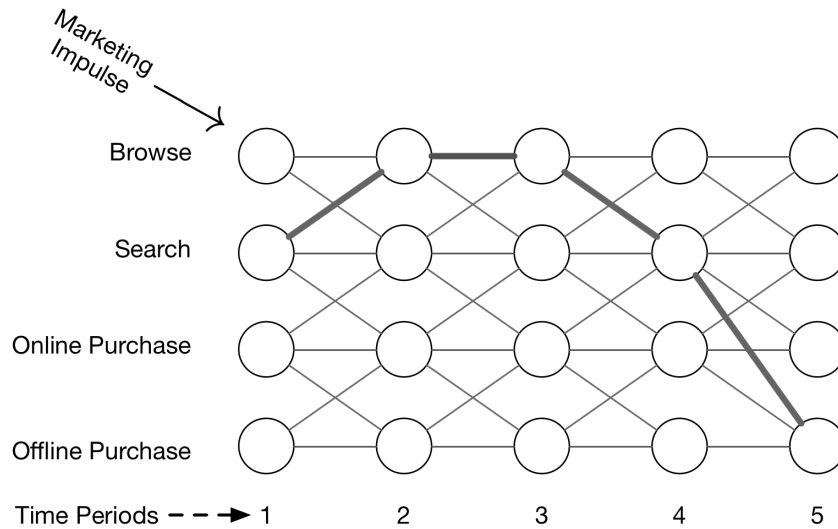 Marketing
Impulse
Browse
Search
Online Purchase
Offline Purchase
Time Periods 1 2 3 4 5